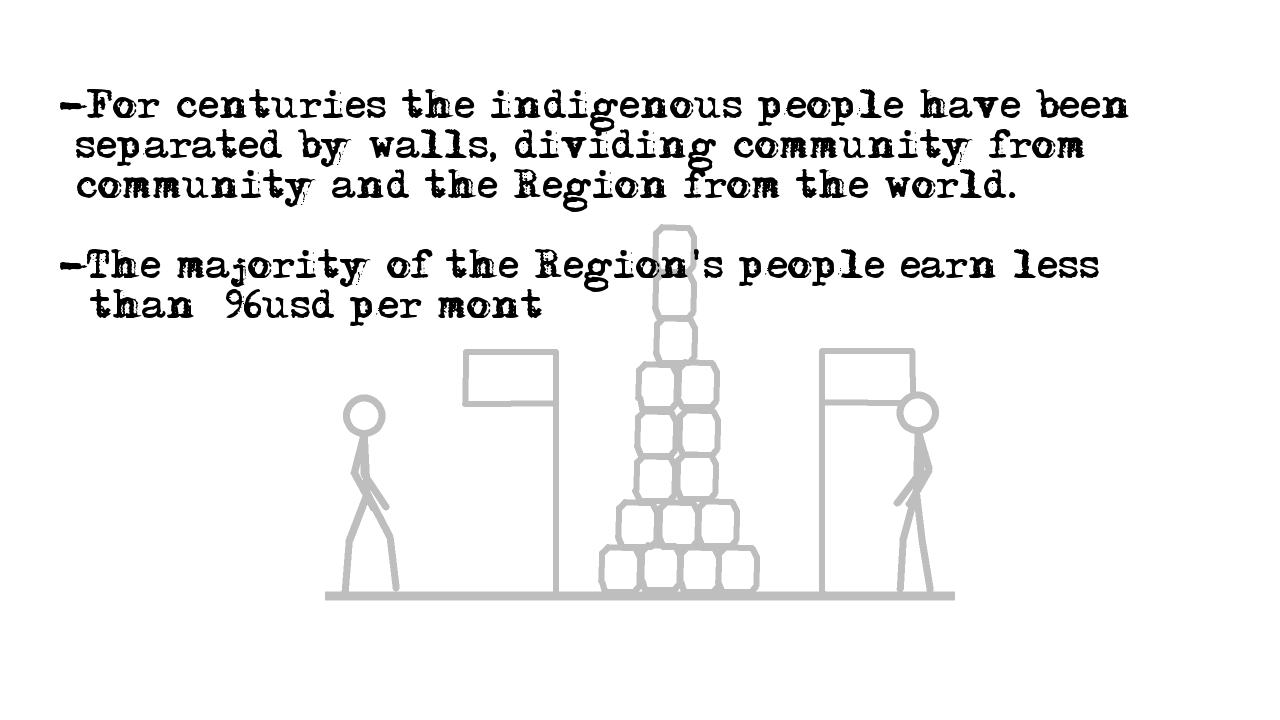 -For centuries the indigenous people have been
separated by walls, dividing community from
community and the Region from the world.
-The majority of the Region's people earn less
than 96usd per mont